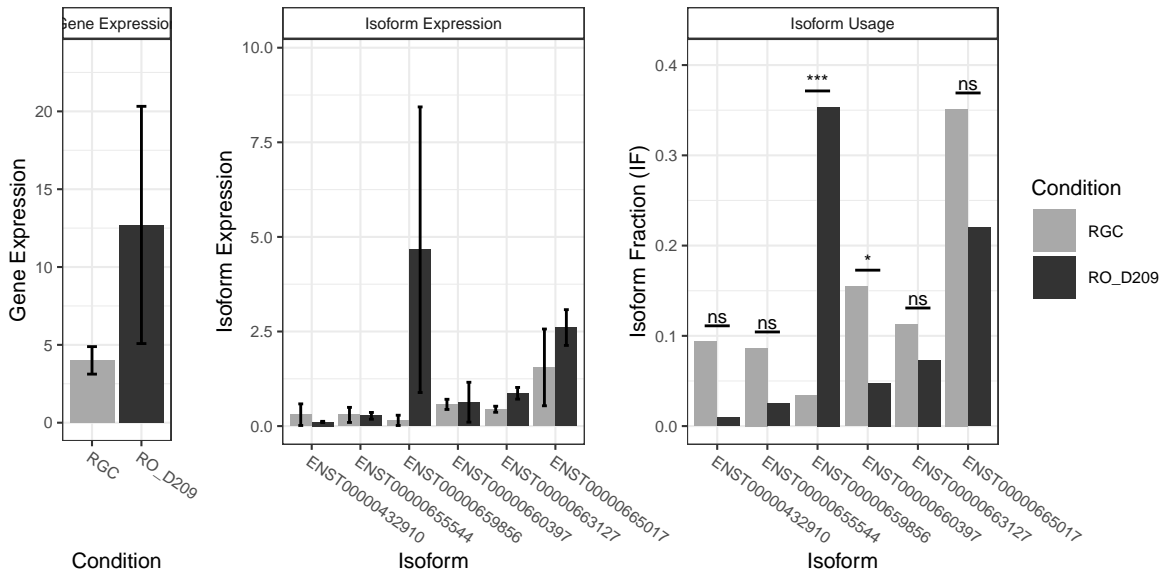 Gene Expression
Gene Expression
20
15
10
5
0
RGC
RO_D209
Condition
Isoform Expression
Isoform Expression
10.0
7.5
5.0
2.5
0.0
ENST00000432910
ENST00000655544
ENST00000659856
ENST00000660397
ENST00000663127
ENST00000665017
Isoform
Isoform Usage
Isoform Fraction (IF)
0.4
0.3
0.2
0.1
0.0
ns
ns
***
*
ns
ns
ENST00000432910
ENST00000655544
ENST00000659856
ENST00000660397
ENST00000663127
ENST00000665017
Isoform
Condition
RGC
RO_D209